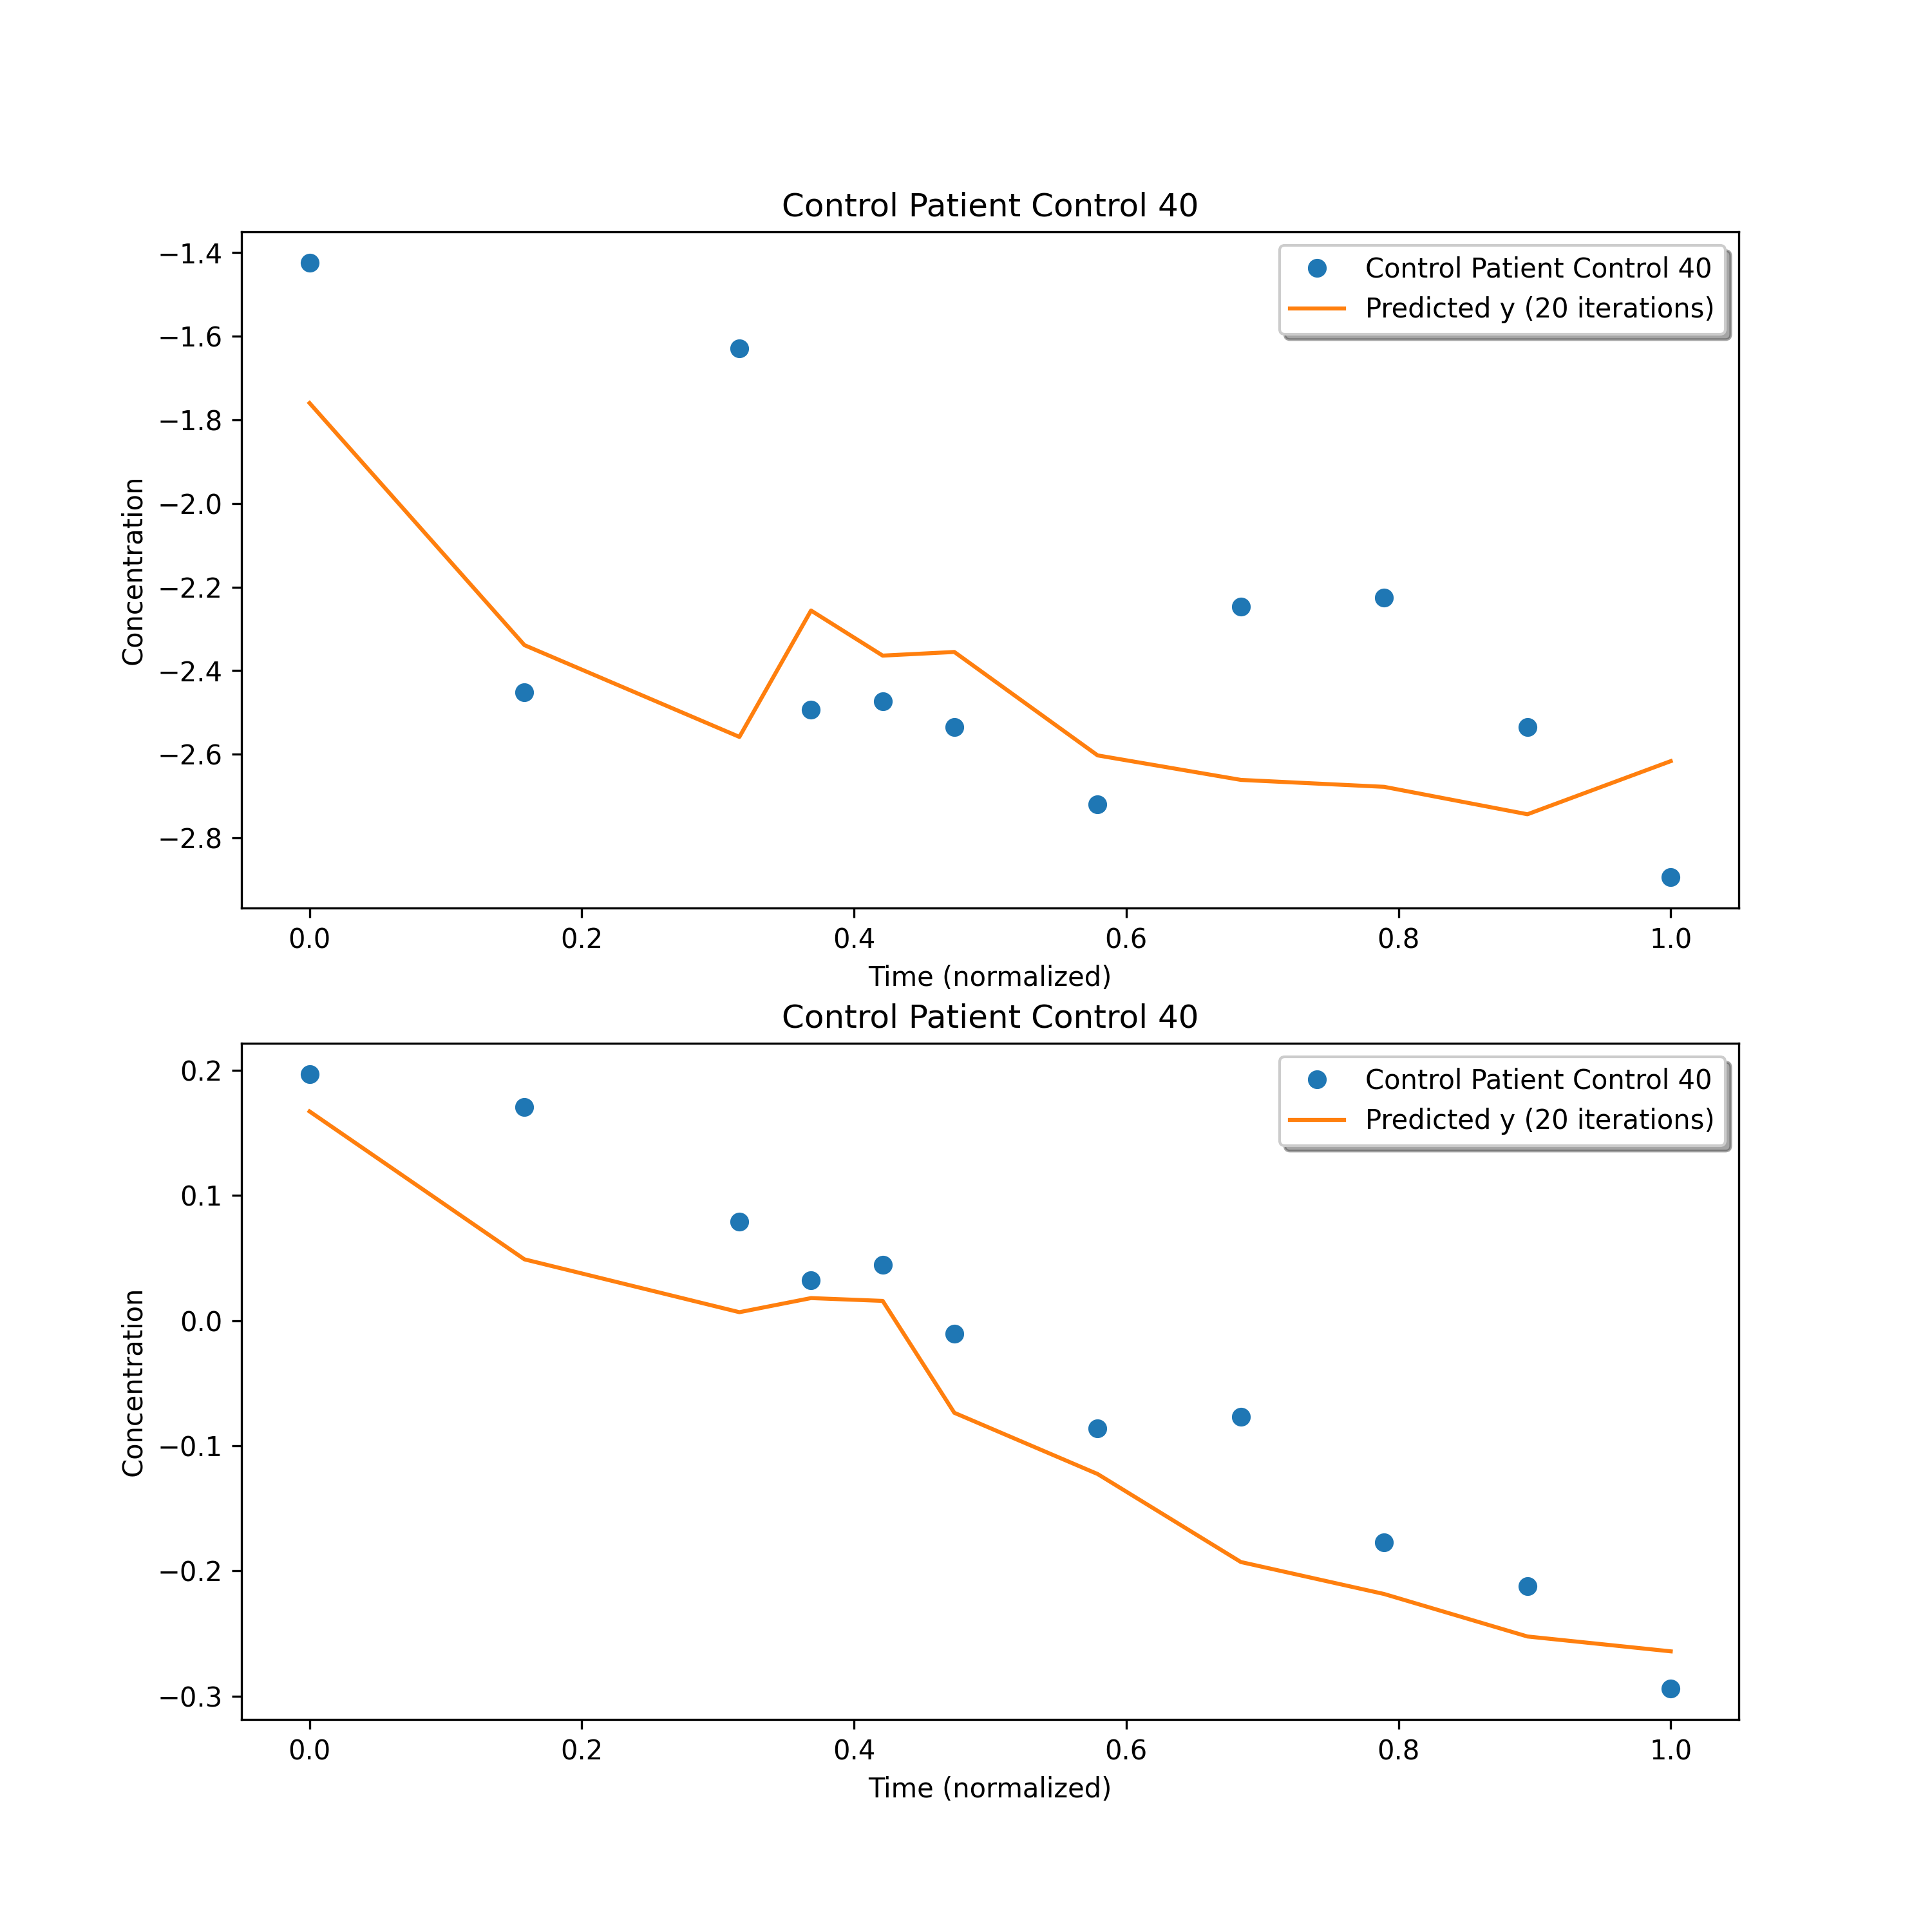 Control Patient Control 40
Control Patient Control 40
Predicted y (20 iterations)
−1.4
−1.6
−1.8
−2.0
−2.2
−2.4
−2.6
−2.8
Concentration
0.0 0.2 0.4 0.6 0.8 1.0
Time (normalized)
Control Patient Control 40
Control Patient Control 40
Predicted y (20 iterations)
0.2
0.1
0.0
−0.1
−0.2
−0.3
Concentration
0.0 0.2 0.4 0.6 0.8 1.0
Time (normalized)